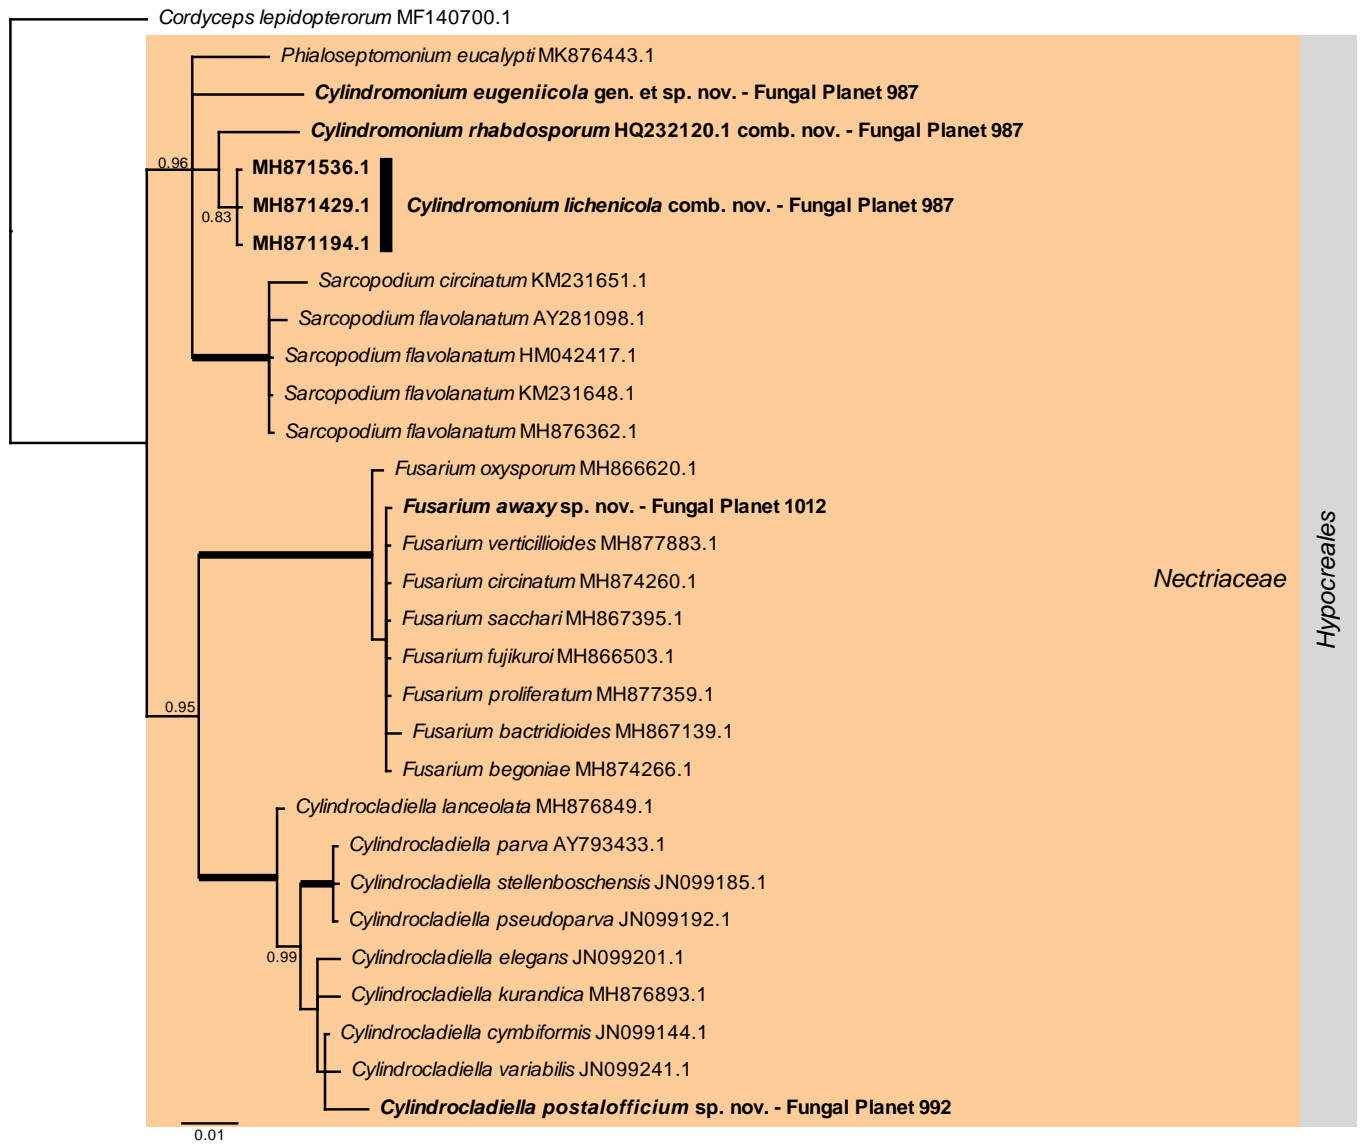 Cordyceps lepidopterorum MF140700.1
Phialoseptomonium eucalypti MK876443.1
Cylindromonium eugeniicola gen. et sp. nov. - Fungal Planet 987
Cylindromonium rhabdosporum HQ232120.1 comb. nov. - Fungal Planet 987
0.96
MH871536.1
MH871429.1
Cylindromonium lichenicola comb. nov. - Fungal Planet 987
0.83
MH871194.1
Sarcopodium circinatum KM231651.1
Sarcopodium flavolanatum AY281098.1
Sarcopodium flavolanatum HM042417.1
Sarcopodium flavolanatum KM231648.1
Sarcopodium flavolanatum MH876362.1
Fusarium oxysporum MH866620.1
Fusarium awaxy sp. nov. - Fungal Planet 1012
Fusarium verticillioides MH877883.1
Fusarium circinatum MH874260.1
Nectriaceae
Hypocreales
Fusarium sacchari MH867395.1
Fusarium fujikuroi MH866503.1
Fusarium proliferatum MH877359.1
0.95
Fusarium bactridioides MH867139.1
Fusarium begoniae MH874266.1
Cylindrocladiella lanceolata MH876849.1
Cylindrocladiella parva AY793433.1
Cylindrocladiella stellenboschensis JN099185.1
Cylindrocladiella pseudoparva JN099192.1
0.99
Cylindrocladiella elegans JN099201.1
Cylindrocladiella kurandica MH876893.1
Cylindrocladiella cymbiformis JN099144.1
Cylindrocladiella variabilis JN099241.1
Cylindrocladiella postalofficium sp. nov. - Fungal Planet 992
0.01